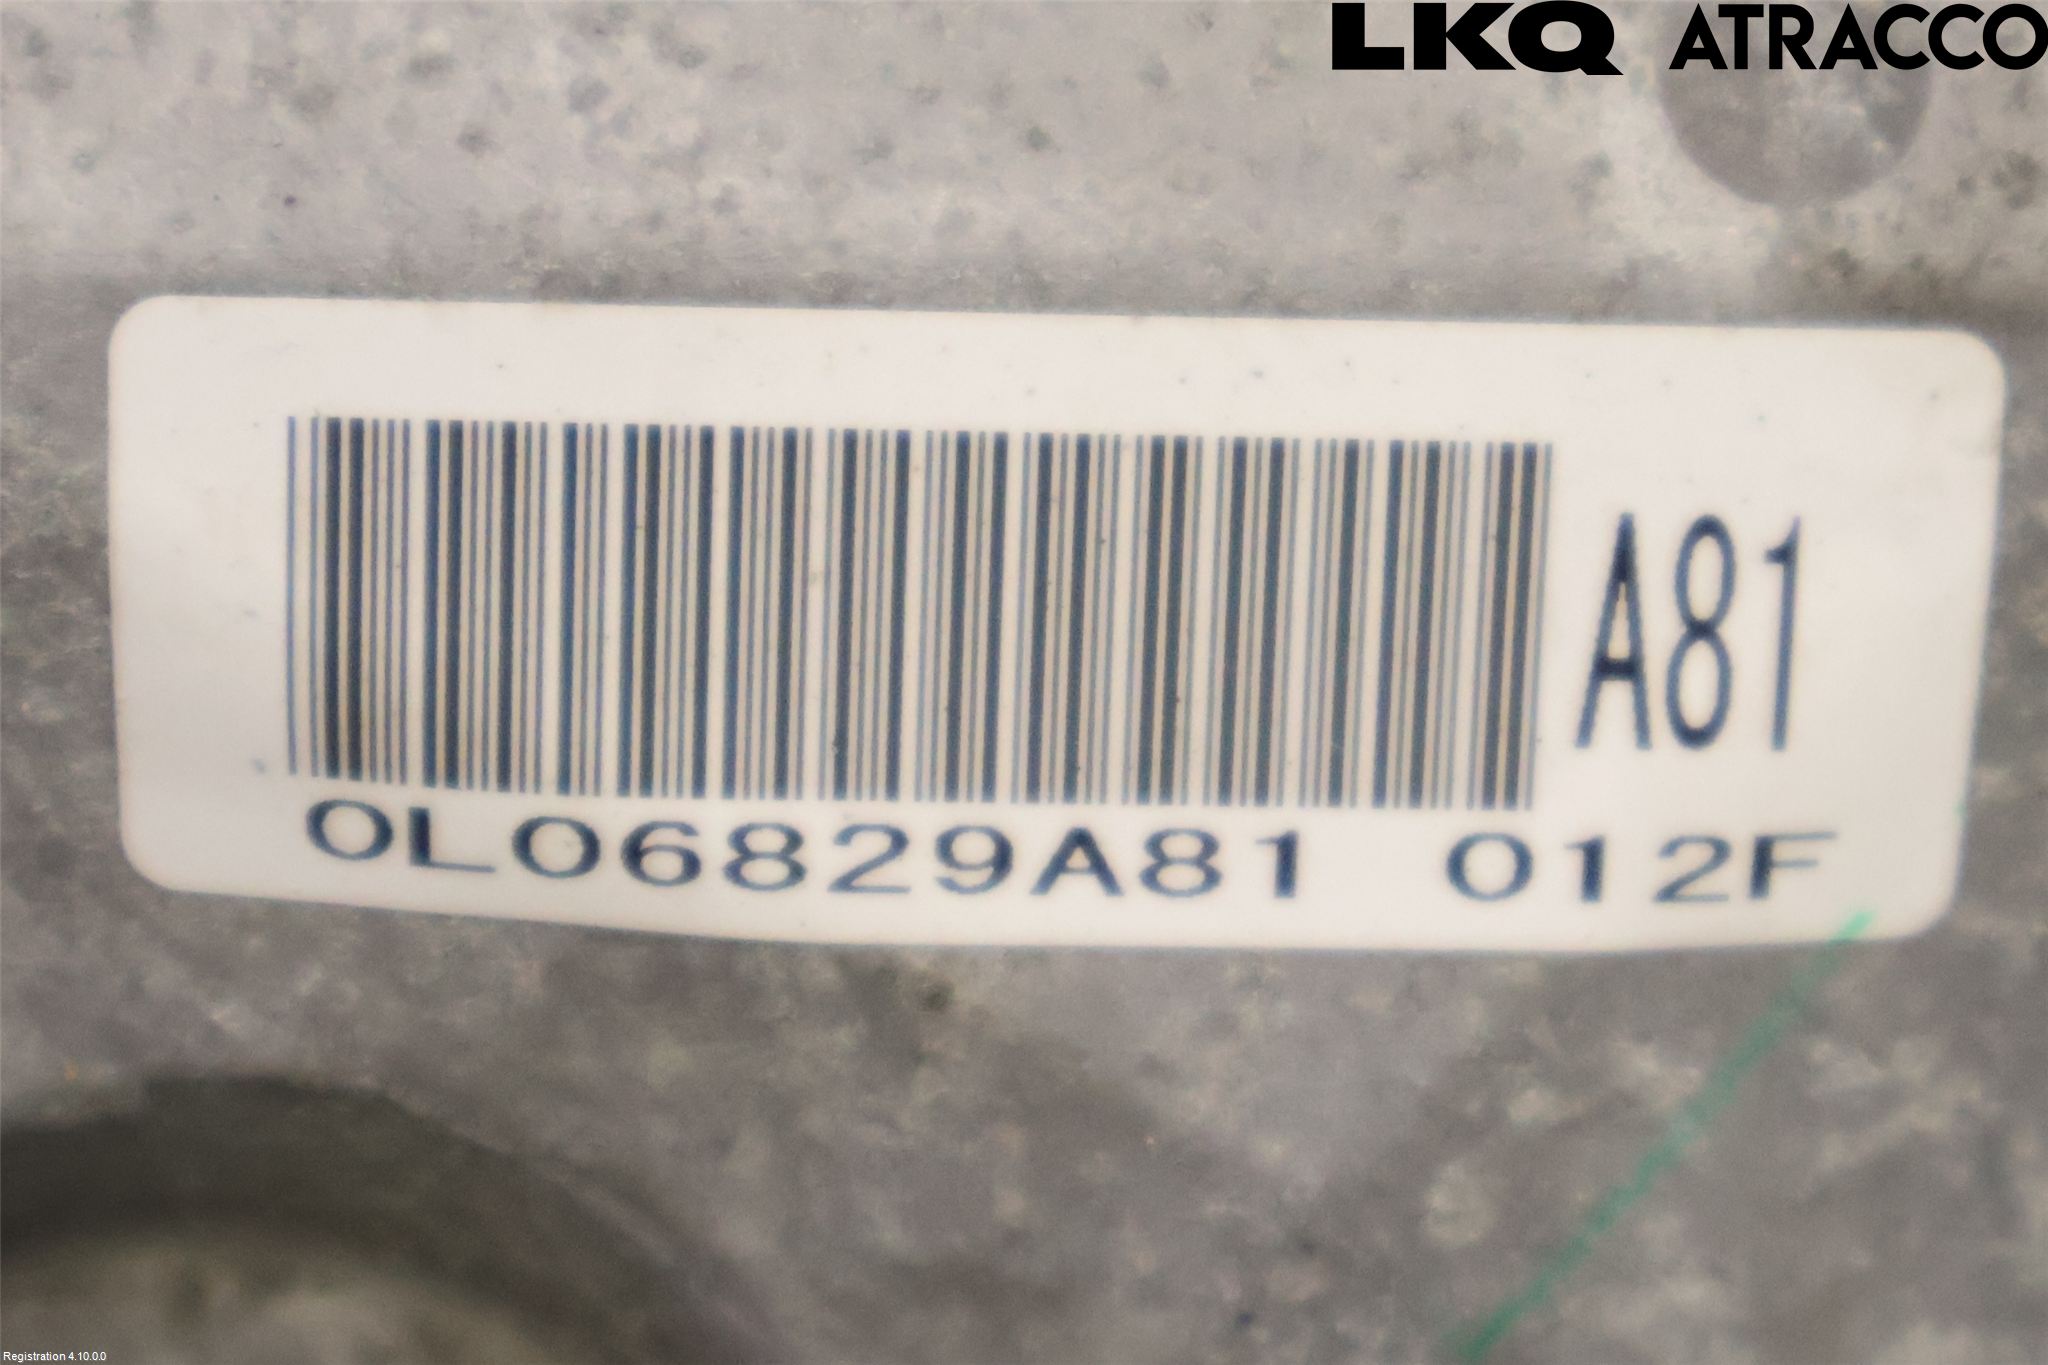 LKQ ATRACCO
A81
0L06829A81 012F
Registration 4.10.0.0